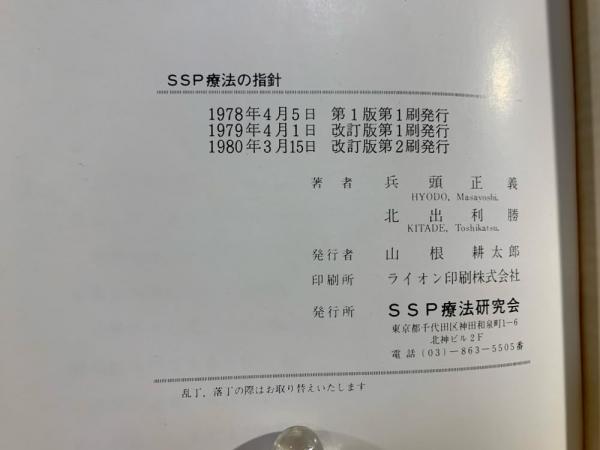 SSP療法の指針
1978年4月5日 第1版第1刷発行
1979年4月1日 改訂版第1刷発行
1980年3月15日 改訂版第2刷発行
著者 兵頭正義
HYODO, Masayoshi.
北出利勝
KITADE, Toshikatsu.
発行者 山根耕太郎
印刷所 ライオン印刷株式会社
発行所 SSP療法研究会
東京都千代田区神田和泉町1-6
北神ビル2F
電話 (03)-863-5505番
乱丁、落丁の際はお取り替えいたします